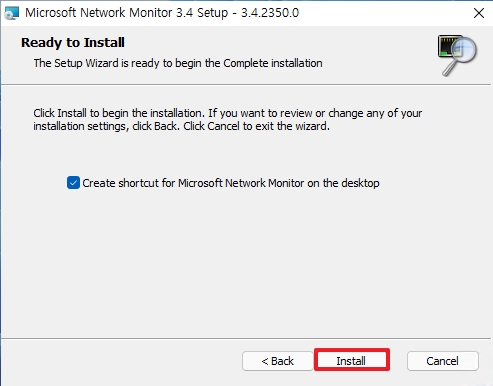 Microsoft Network Monitor 3.4 Setup - 3.4.2350.0
Ready to Install
The Setup Wizard is ready to begin the Complete installation
Click Install to begin the installation. If you want to review or change any of your
installation settings, click Back. Click Cancel to exit the wizard.
Create shortcut for Microsoft Network Monitor on the desktop
< Back
Install
Cancel